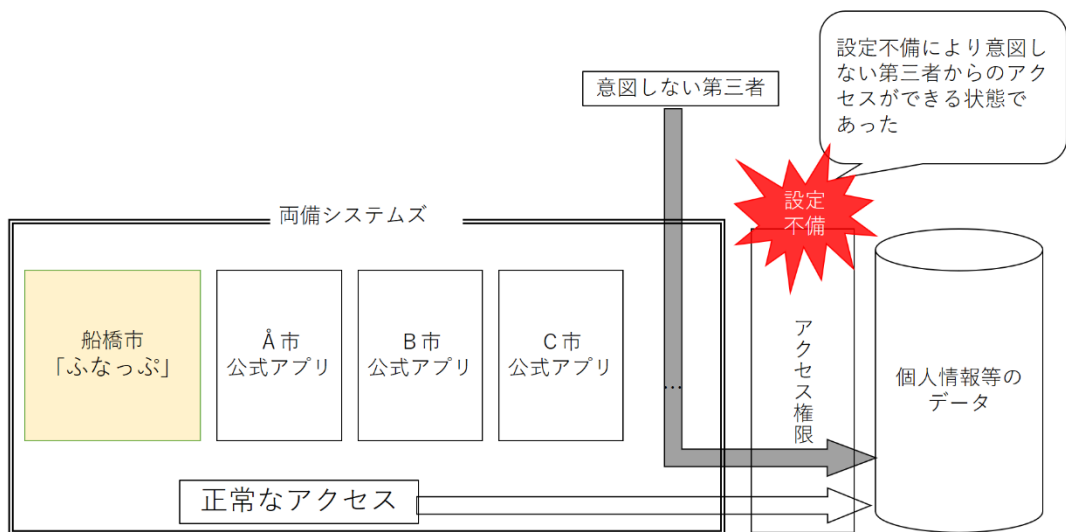 設定不備により意図し
ない第三者からのアク
セスができる状態で
あった
意図しない第三者
設定
不備
両備システムズ
船橋市
「ふなっぷ」
Å市
公式アプリ
B市
公式アプリ
C市
公式アプリ
…
アクセス権限
個人情報等の
データ
正常なアクセス